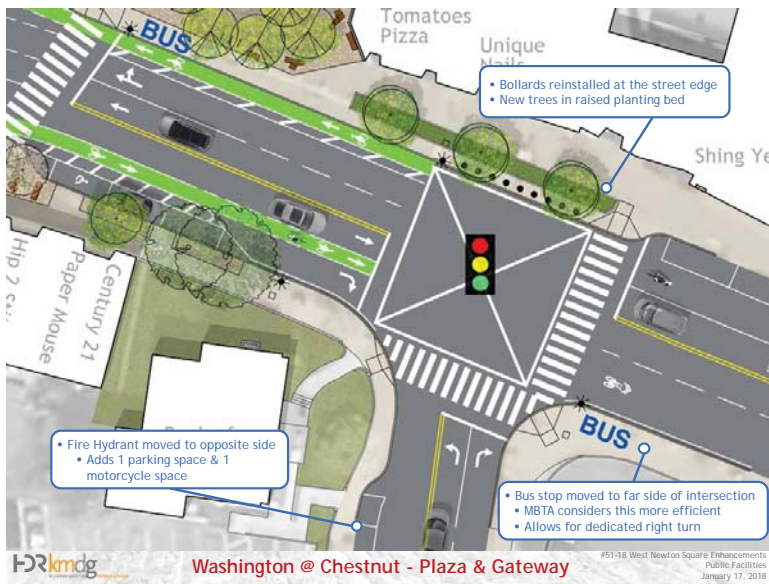 Tomatoes
Pizza
BUS
Unique
Nails
• Bollards reinstalled at the street edge
• New trees in raised planting bed
Shing Ye
Century 21
Paper Mouse
• Fire Hydrant moved to opposite side
• Adds 1 parking space & 1
motorcycle space
BUS
• Bus stop moved to far side of intersection
• MBTA considers this more efficient
• Allows for dedicated right turn
HDR kmdg
Washington @ Chestnut - Plaza & Gateway
#51-18 West Newton Square Enhancements
Public Facilities
January 17, 2018